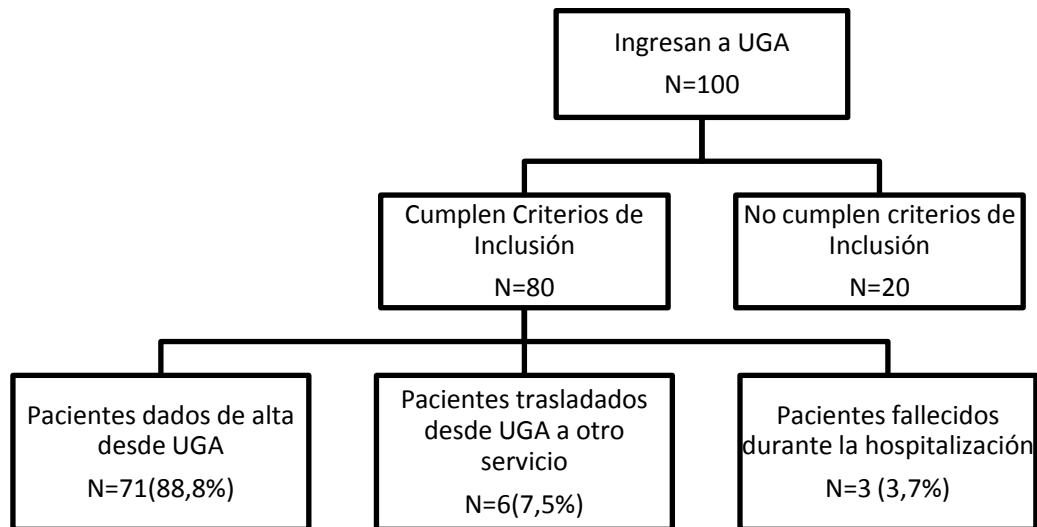 Ingresan a UGA
N=100
Cumplen Criterios de
Inclusión
N=80
No cumplen criterios de
Inclusión
N=20
Pacientes dados de alta
desde UGA
N=71(88,8%)
Pacientes trasladados
desde UGA a otro
servicio
N=6(7,5%)
Pacientes fallecidos
durante la hospitalización
N=3 (3,7%)